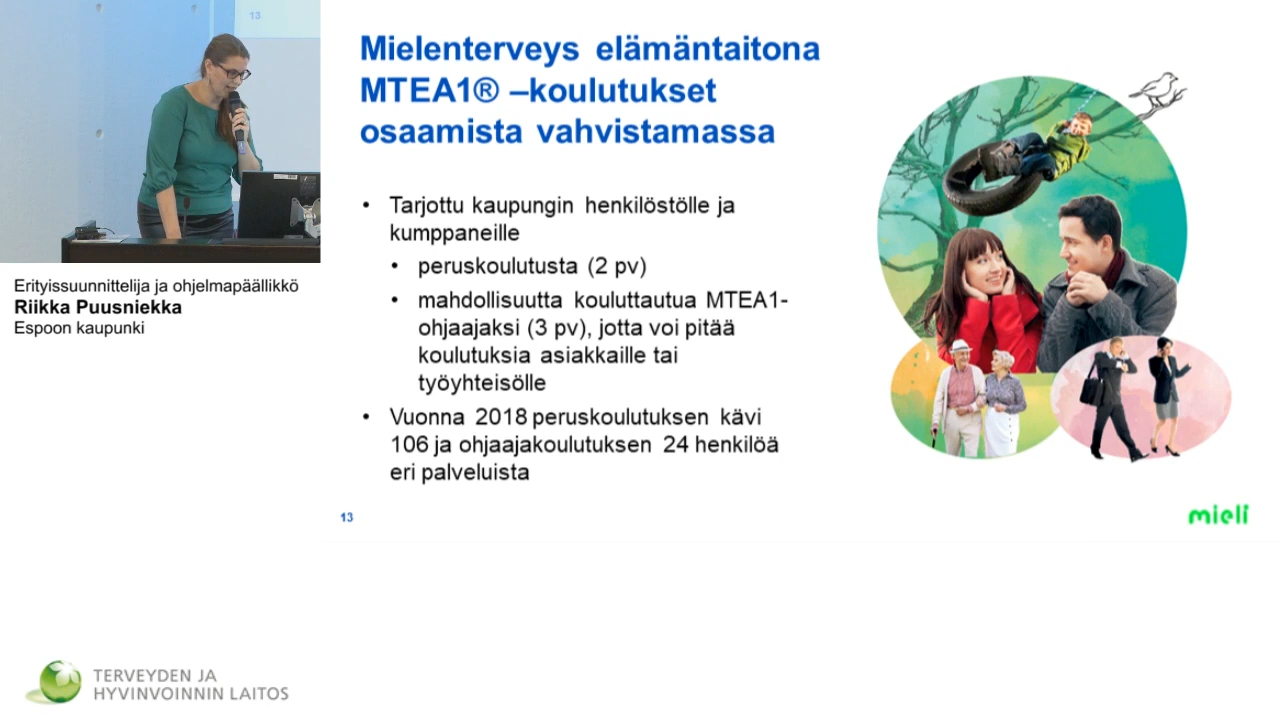 13
Erityissuunnittelija ja ohjelmapäällikkö
Riikka Puusniekka
Espoon kaupunki
Mielenterveys elämäntaitona
MTEA1® –koulutukset
osaamista vahvistamassa
• Tarjottu kaupungin henkilöstölle ja
kumppaneille
• peruskoulutusta (2 pv)
• mahdollisuutta kouluttautua MTEA1-
ohjaajaksi (3 pv), jotta voi pitää
koulutuksia asiakkaille tai
työyhteisölle
• Vuonna 2018 peruskoulutuksen kävi
106 ja ohjaajakoulutuksen 24 henkilöä
eri palveluista
13
mieli
TERVEYDEN JA
HYVINVOINNIN LAITOS